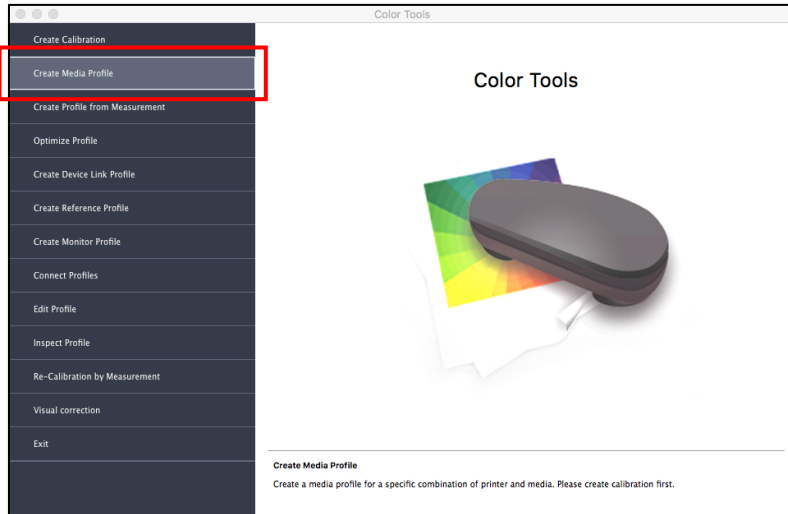 Color Tools
Create Calibration
Create Media Profile
Create Profile from Measurement
Optimize Profile
Create Device Link Profile
Create Reference Profile
Create Monitor Profile
Connect Profiles
Edit Profile
Inspect Profile
Re-Calibration by Measurement
Visual correction
Exit
Color Tools
Create Media Profile
Create a media profile for a specific combination of printer and media. Please create calibration first.